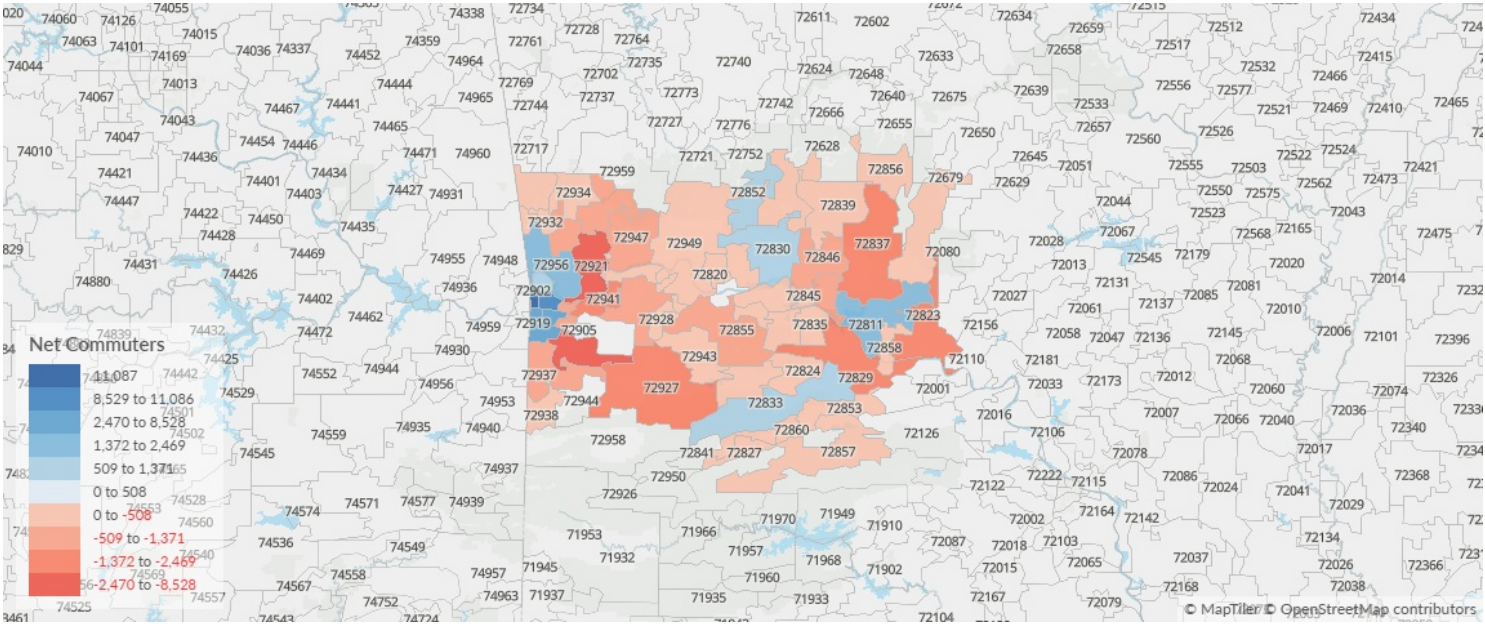 020 74060 74126 74055 74365 74338 72734 72611 72602 72672 72634 72515 72434
74063 74101 74015 74036 74337 74452 74359 72761 72728 72764 72659 72512
74044 74169 74013 74444 74964 72702 72735 72740 72624 72648 72633 72658 72517 72532 72415
74067 74467 74441 74965 72769 72737 72773 72640 72675 72639 72556 72577 72466 72465
74043 74465 72744 72727 72742 72666 72655 72533 72521 72469 72410
74010 74047 74454 74446 72717 72776 72650 72657 72560 72526
74436 74471 74960 72721 72752 72628 72645 72051 72555 72503 72522 72524 72421
74421 74401 74434 74427 74931 72959 72856 72679 72629 72550 72575 72562 72473
74447 74403 72934 72852 72839 72044 72523 72043
74422 74450 74435 72932 72947 72949 72067 72568 72165 72475
829 74428 74469 74955 74948 72830 72846 72837 72080 72028 72545 72179
74431 74426 72956 72921 72820 72013 72131 72020 72014
74880 74402 74936 72902 72941 72845 72027 72061 72137 72085 72081 72010
74839 74432 74472 74462 74959 72919 72905 72928 72855 72835 72811 72823 72156 72058 72047 72136 72145 72006 72101 72396
Net Commuters
74425 74442 74552 74944 74930 72937 72943 72824 72829 72858 72110 72181 72068
11,087
8,529 to 11,086
2,470 to 8,528
1,372 to 2,469
509 to 1,371
0 to 508
0 to -508
-509 to -1,371
-1,372 to -2,469
-2,470 to -8,528
74501 74529 74956 74953 72944 72927 72833 72001 72033 72173 72012 72060 72074 72326
74502 74559 74935 74940 72938 72853 72016 72007 72066 72040 72036 72340
74545 72958 72841 72827 72860 72857 72126 72106 72078 72017
74937 72950 72122 72222 72115 72086 72024 72041 72368
74528 74553 74574 74571 74577 74939 72926 72029
74560 71953 71966 71970 71949 71910 72002 72164 72142
74540 74536 74549 71932 71957 71968 72087 72018 72103 72037 72134
74569 74567 74558 74957 71945 71960 71902 72015 72065 72026 72366
74525 74557 74752 74963 71937 71935 71933 72167 72079 72168 72038
74543 74724 72104
© MapTiler © OpenStreetMap contributors